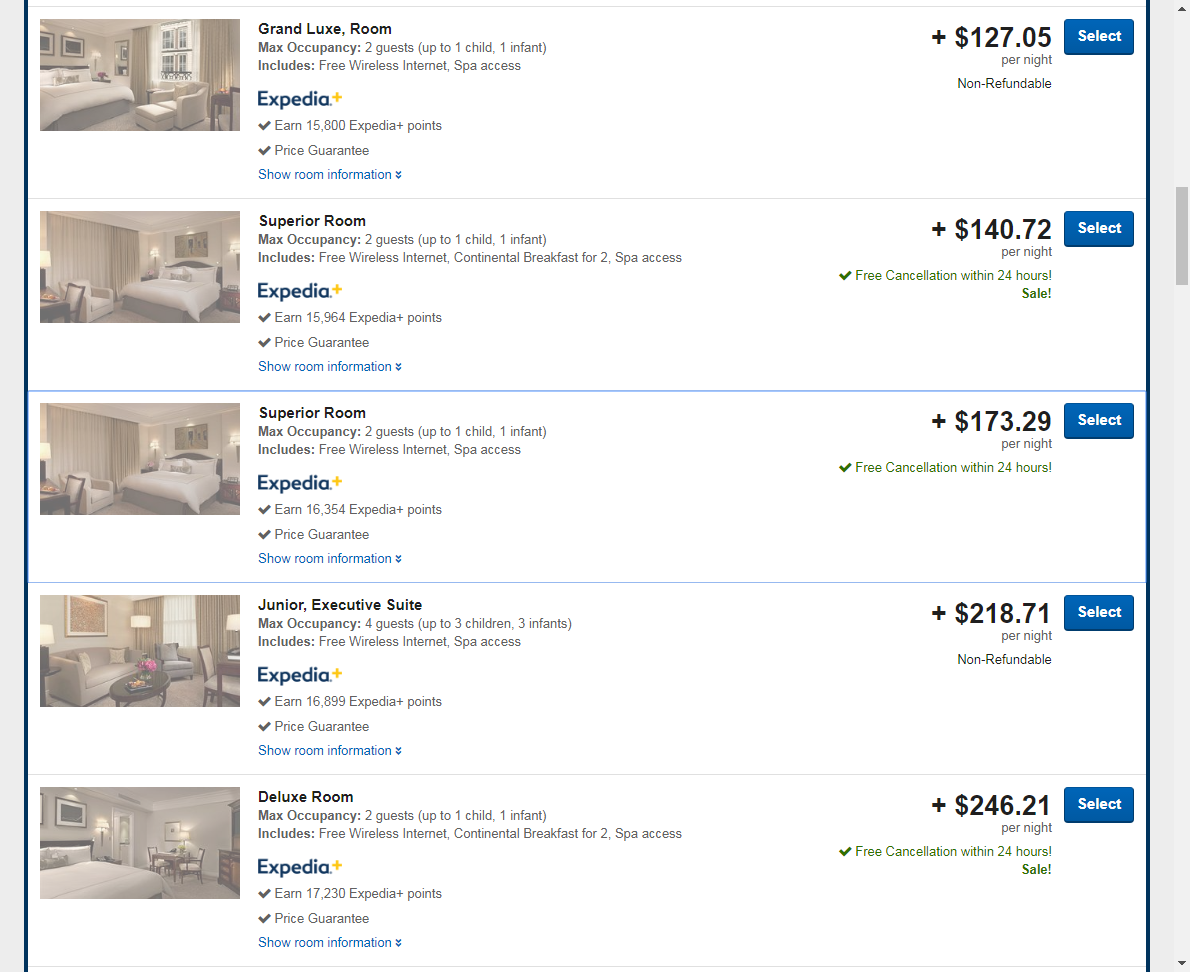 Grand Luxe, Room
Max Occupancy: 2 guests (up to 1 child, 1 infant)
Includes: Free Wireless Internet, Spa access
Expedia+
Earn 15,800 Expedia+ points
Price Guarantee
Show room information
+ $127.05
per night
Non-Refundable
Select
Superior Room
Max Occupancy: 2 guests (up to 1 child, 1 infant)
Includes: Free Wireless Internet, Continental Breakfast for 2, Spa access
Expedia+
Earn 15,964 Expedia+ points
Price Guarantee
Show room information
+ $140.72
per night
Free Cancellation within 24 hours!
Sale!
Select
Superior Room
Max Occupancy: 2 guests (up to 1 child, 1 infant)
Includes: Free Wireless Internet, Spa access
Expedia+
Earn 16,354 Expedia+ points
Price Guarantee
Show room information
+ $173.29
per night
Free Cancellation within 24 hours!
Select
Junior, Executive Suite
Max Occupancy: 4 guests (up to 3 children, 3 infants)
Includes: Free Wireless Internet, Spa access
Expedia+
Earn 16,899 Expedia+ points
Price Guarantee
Show room information
+ $218.71
per night
Non-Refundable
Select
Deluxe Room
Max Occupancy: 2 guests (up to 1 child, 1 infant)
Includes: Free Wireless Internet, Continental Breakfast for 2, Spa access
Expedia+
Earn 17,230 Expedia+ points
Price Guarantee
Show room information
+ $246.21
per night
Free Cancellation within 24 hours!
Sale!
Select